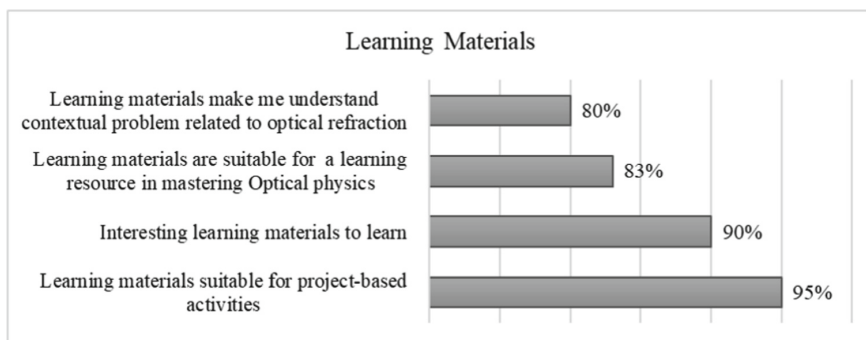 Learning Materials
Learning materials make me understand
contextual problem related to optical refraction
80%
Learning materials are suitable for a learning
resource in mastering Optical physics
83%
Interesting learning materials to learn
90%
Learning materials suitable for project-based
activities
95%